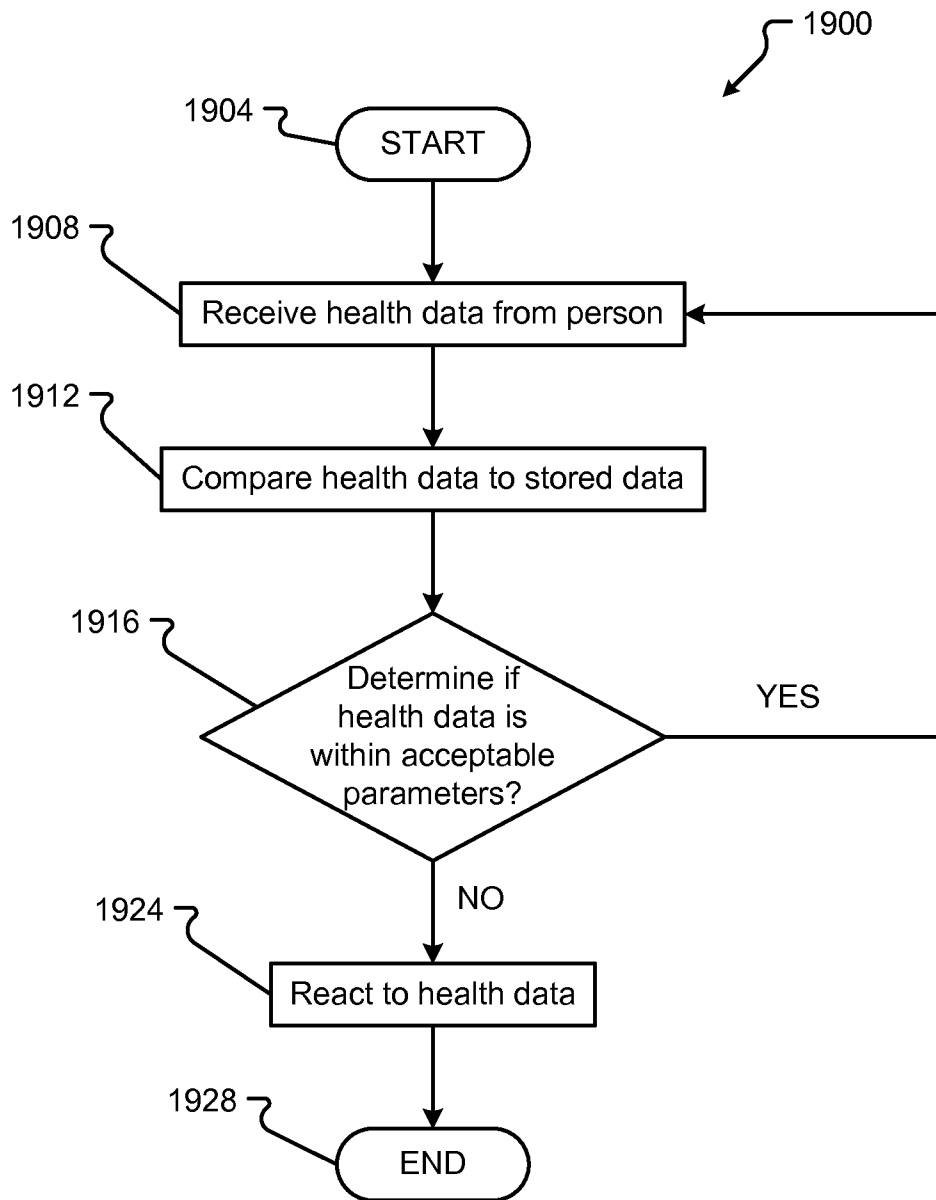 1900
1904
START
1908
Receive health data from person
1912
Compare health data to stored data
1916
Determine if
health data is
within acceptable
parameters?
YES
NO
1924
React to health data
1928
END